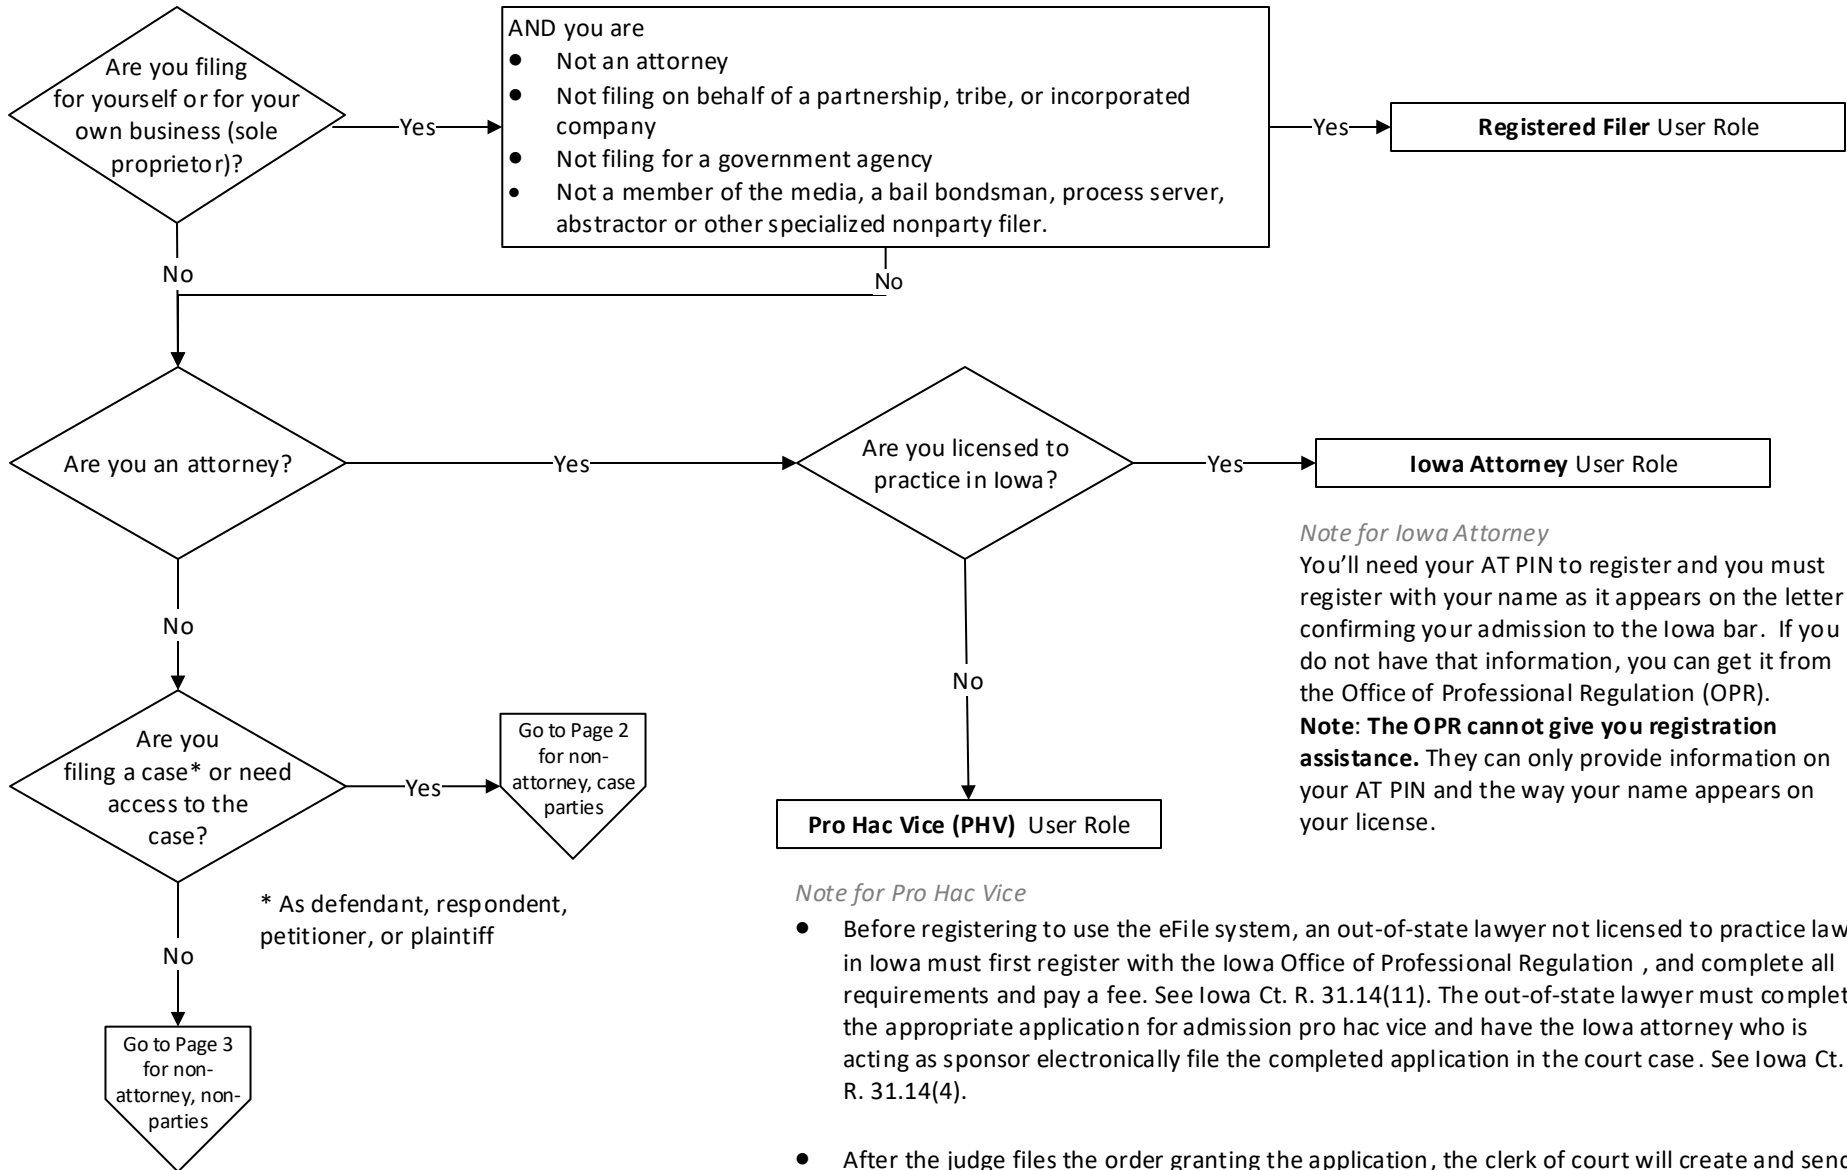 Are you filing
for yourself or for your
own business (sole
proprietor)?
Yes
AND you are
● Not an attorney
● Not filing on behalf of a partnership, tribe, or incorporated
company
● Not filing for a government agency
● Not a member of the media, a bail bondsman, process server,
abstractor or other specialized nonparty filer.
Yes
Registered Filer User Role
No
No
Are you an attorney?
Yes
Are you licensed to
practice in Iowa?
Yes
Iowa Attorney User Role
Note for Iowa Attorney
You’ll need your AT PIN to register and you must
register with your name as it appears on the letter
confirming your admission to the Iowa bar. If you
do not have that information, you can get it from
the Office of Professional Regulation (OPR).
Note: The OPR cannot give you registration
assistance. They can only provide information on
your AT PIN and the way your name appears on
your license.
No
No
Are you
filing a case* or need
access to the
case?
Yes
Go to Page 2
for non-
attorney, case
parties
* As defendant, respondent,
petitioner, or plaintiff
No
Go to Page 3
for non-
attorney, non-
parties
Pro Hac Vice (PHV) User Role
Note for Pro Hac Vice
● Before registering to use the eFile system, an out-of-state lawyer not licensed to practice law
in Iowa must first register with the Iowa Office of Professional Regulation , and complete all
requirements and pay a fee. See Iowa Ct. R. 31.14(11). The out-of-state lawyer must complet
the appropriate application for admission pro hac vice and have the Iowa attorney who is
acting as sponsor electronically file the completed application in the court case. See Iowa Ct.
R. 31.14(4).
● After the judge files the order granting the application, the clerk of court will create and send